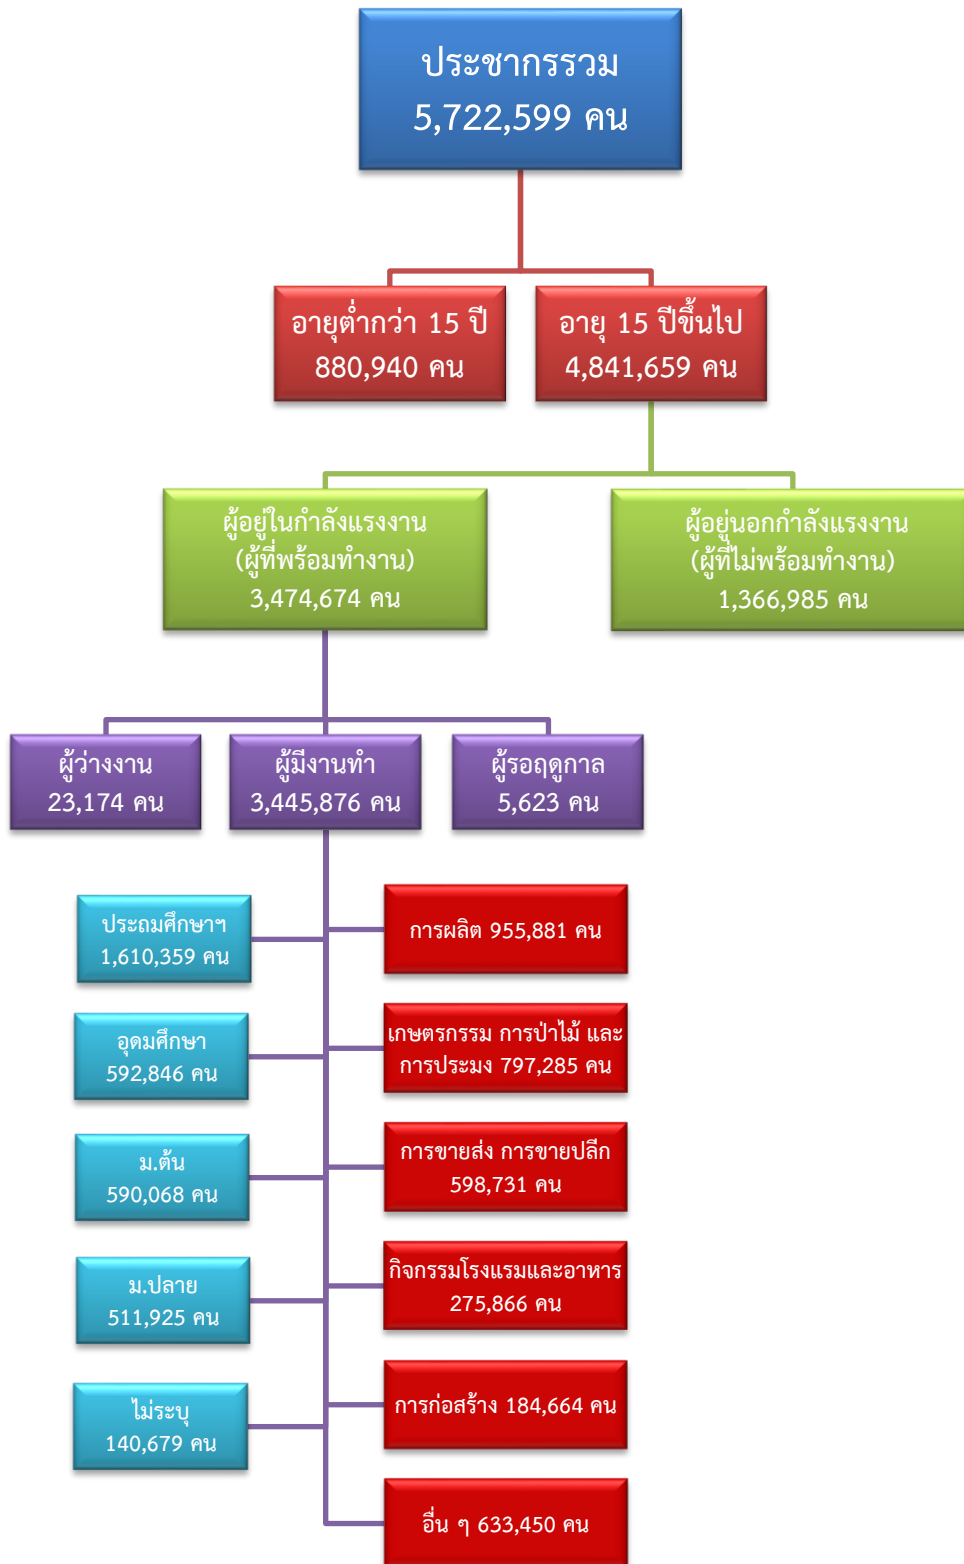 ประชากรรวม
5,722,599 คน
อายุต่ำกว่า 15 ปี
880,940 คน
อายุ 15 ปีขึ้นไป
4,841,659 คน
ผู้อยู่ในกำลังแรงงาน
(ผู้ที่พร้อมทำงาน)
3,474,674 คน
ผู้อยู่นอกกำลังแรงงาน
(ผู้ที่ไม่พร้อมทำงาน)
1,366,985 คน
ผู้ว่างงาน
23,174 คน
ผู้มีงานทำ
3,445,876 คน
ผู้รอฤดูกาล
5,623 คน
ประถมศึกษาฯ
1,610,359 คน
อุดมศึกษา
592,846 คน
ม.ต้น
590,068 คน
ม.ปลาย
511,925 คน
ไม่ระบุ
140,679 คน
การผลิต 955,881 คน
เกษตรกรรม การป่าไม้ และ
การประมง 797,285 คน
การขายส่ง การขายปลีก
598,731 คน
กิจกรรมโรงแรมและอาหาร
275,866 คน
การก่อสร้าง 184,664 คน
อื่น ๆ 633,450 คน